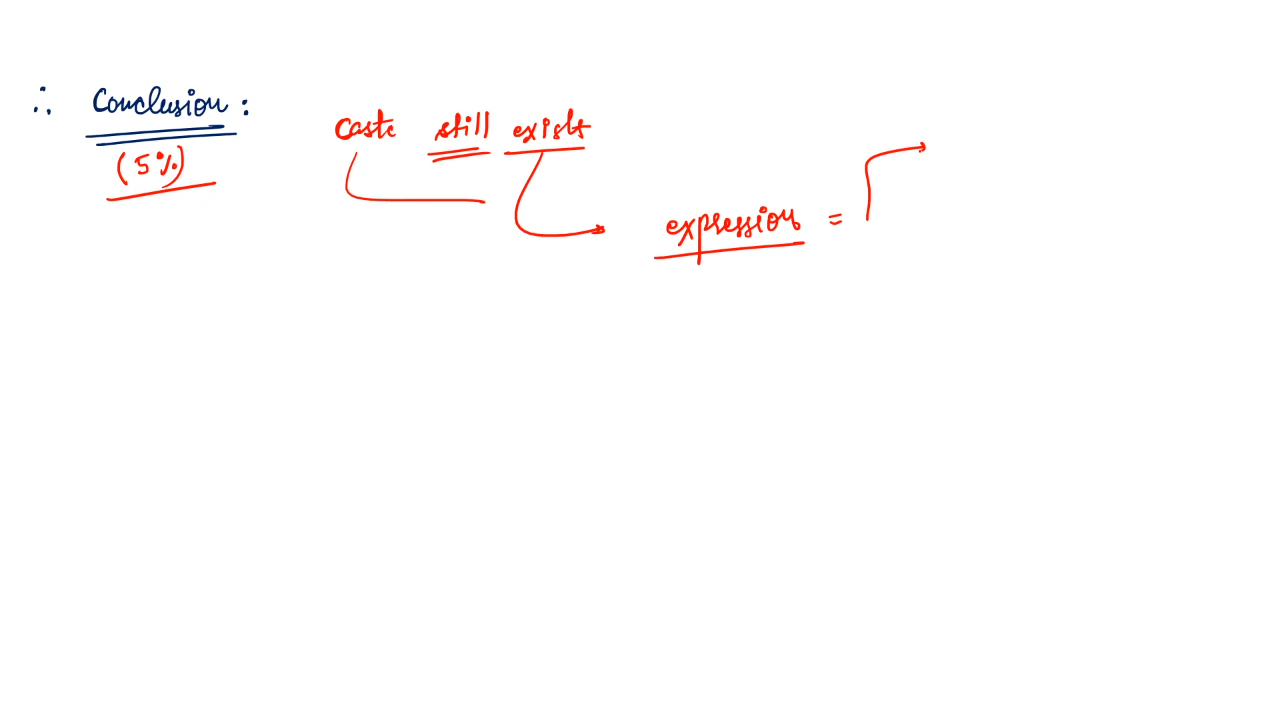 ∴ Conclusion :
(5%)
Caste still exists
expression =